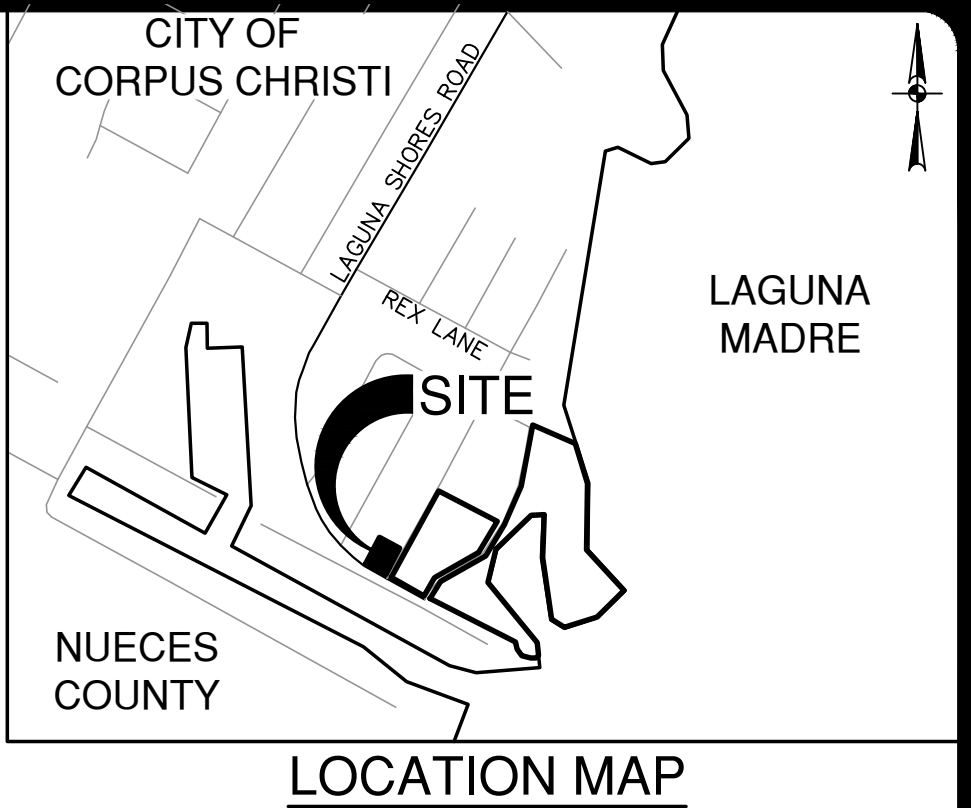 CITY OF
CORPUS CHRISTI
LAGUNA SHORES ROAD
LAGUNA
MADRE
REX LANE
SITE
NUECES
COUNTY
LOCATION MAP